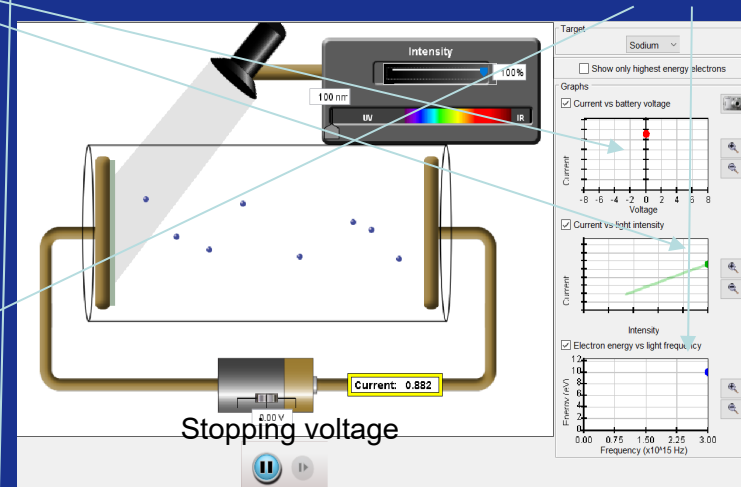 Target
Sodium
Show only highest energy electrons
Graphs
Intensity
100%
100 nm
UV
IR
Current vs battery voltage
Current
-8 -6 -4 -2 0 2 4 6 8
Voltage
Current vs light intensity
Current
Intensity
Electron energy vs light frequency
Energy (eV)
12
10
8
6
4
2
0
0.00 0.75 1.50 2.25 3.00
Frequency (x10^15 Hz)
Current: 0.882
0.00 V
Stopping voltage